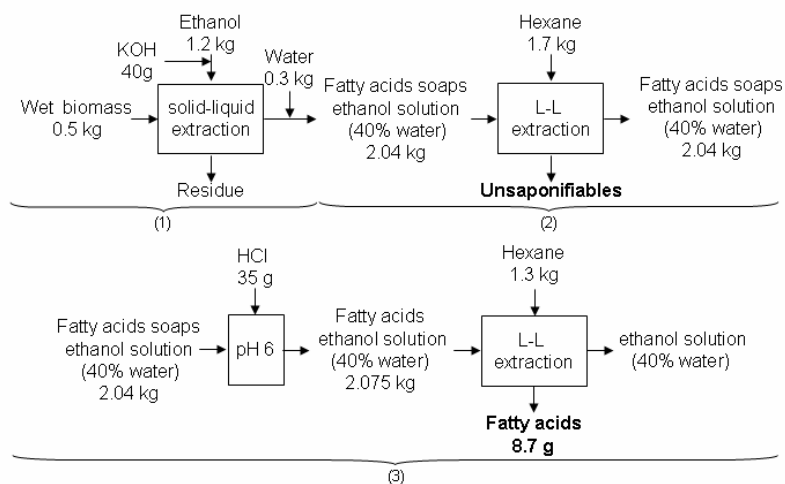 Ethanol
1.2 kg
KOH
40g
Water
0.3 kg
Wet biomass
0.5 kg
solid-liquid
extraction
Residue
(1)
Hexane
1.7 kg
Fatty acids soaps
ethanol solution
(40% water)
2.04 kg
L-L
extraction
Fatty acids soaps
ethanol solution
(40% water)
2.04 kg
Unsaponifiables
(2)
HCl
35 g
Fatty acids soaps
ethanol solution
(40% water)
2.04 kg
pH 6
Fatty acids
ethanol solution
(40% water)
2.075 kg
Hexane
1.3 kg
L-L
extraction
ethanol solution
(40% water)
Fatty acids
8.7 g
(3)